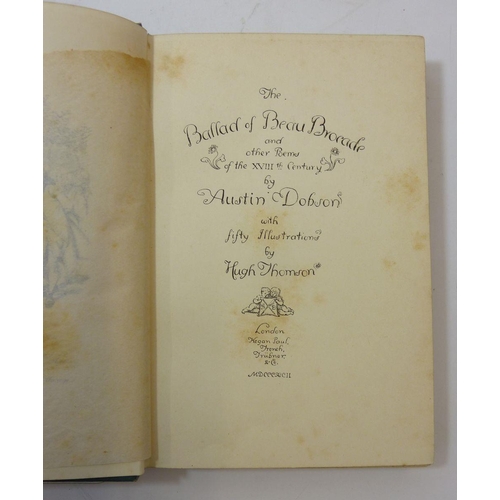 The
Ballad of Beau Brocade
and
other Poems
of the XVIII th Century
by
Austin Dobson
with
fifty Illustrations
by
Hugh Thomson
London
Kegan Paul,
Trench,
Trübner,
& Co.
MDCCCXCII